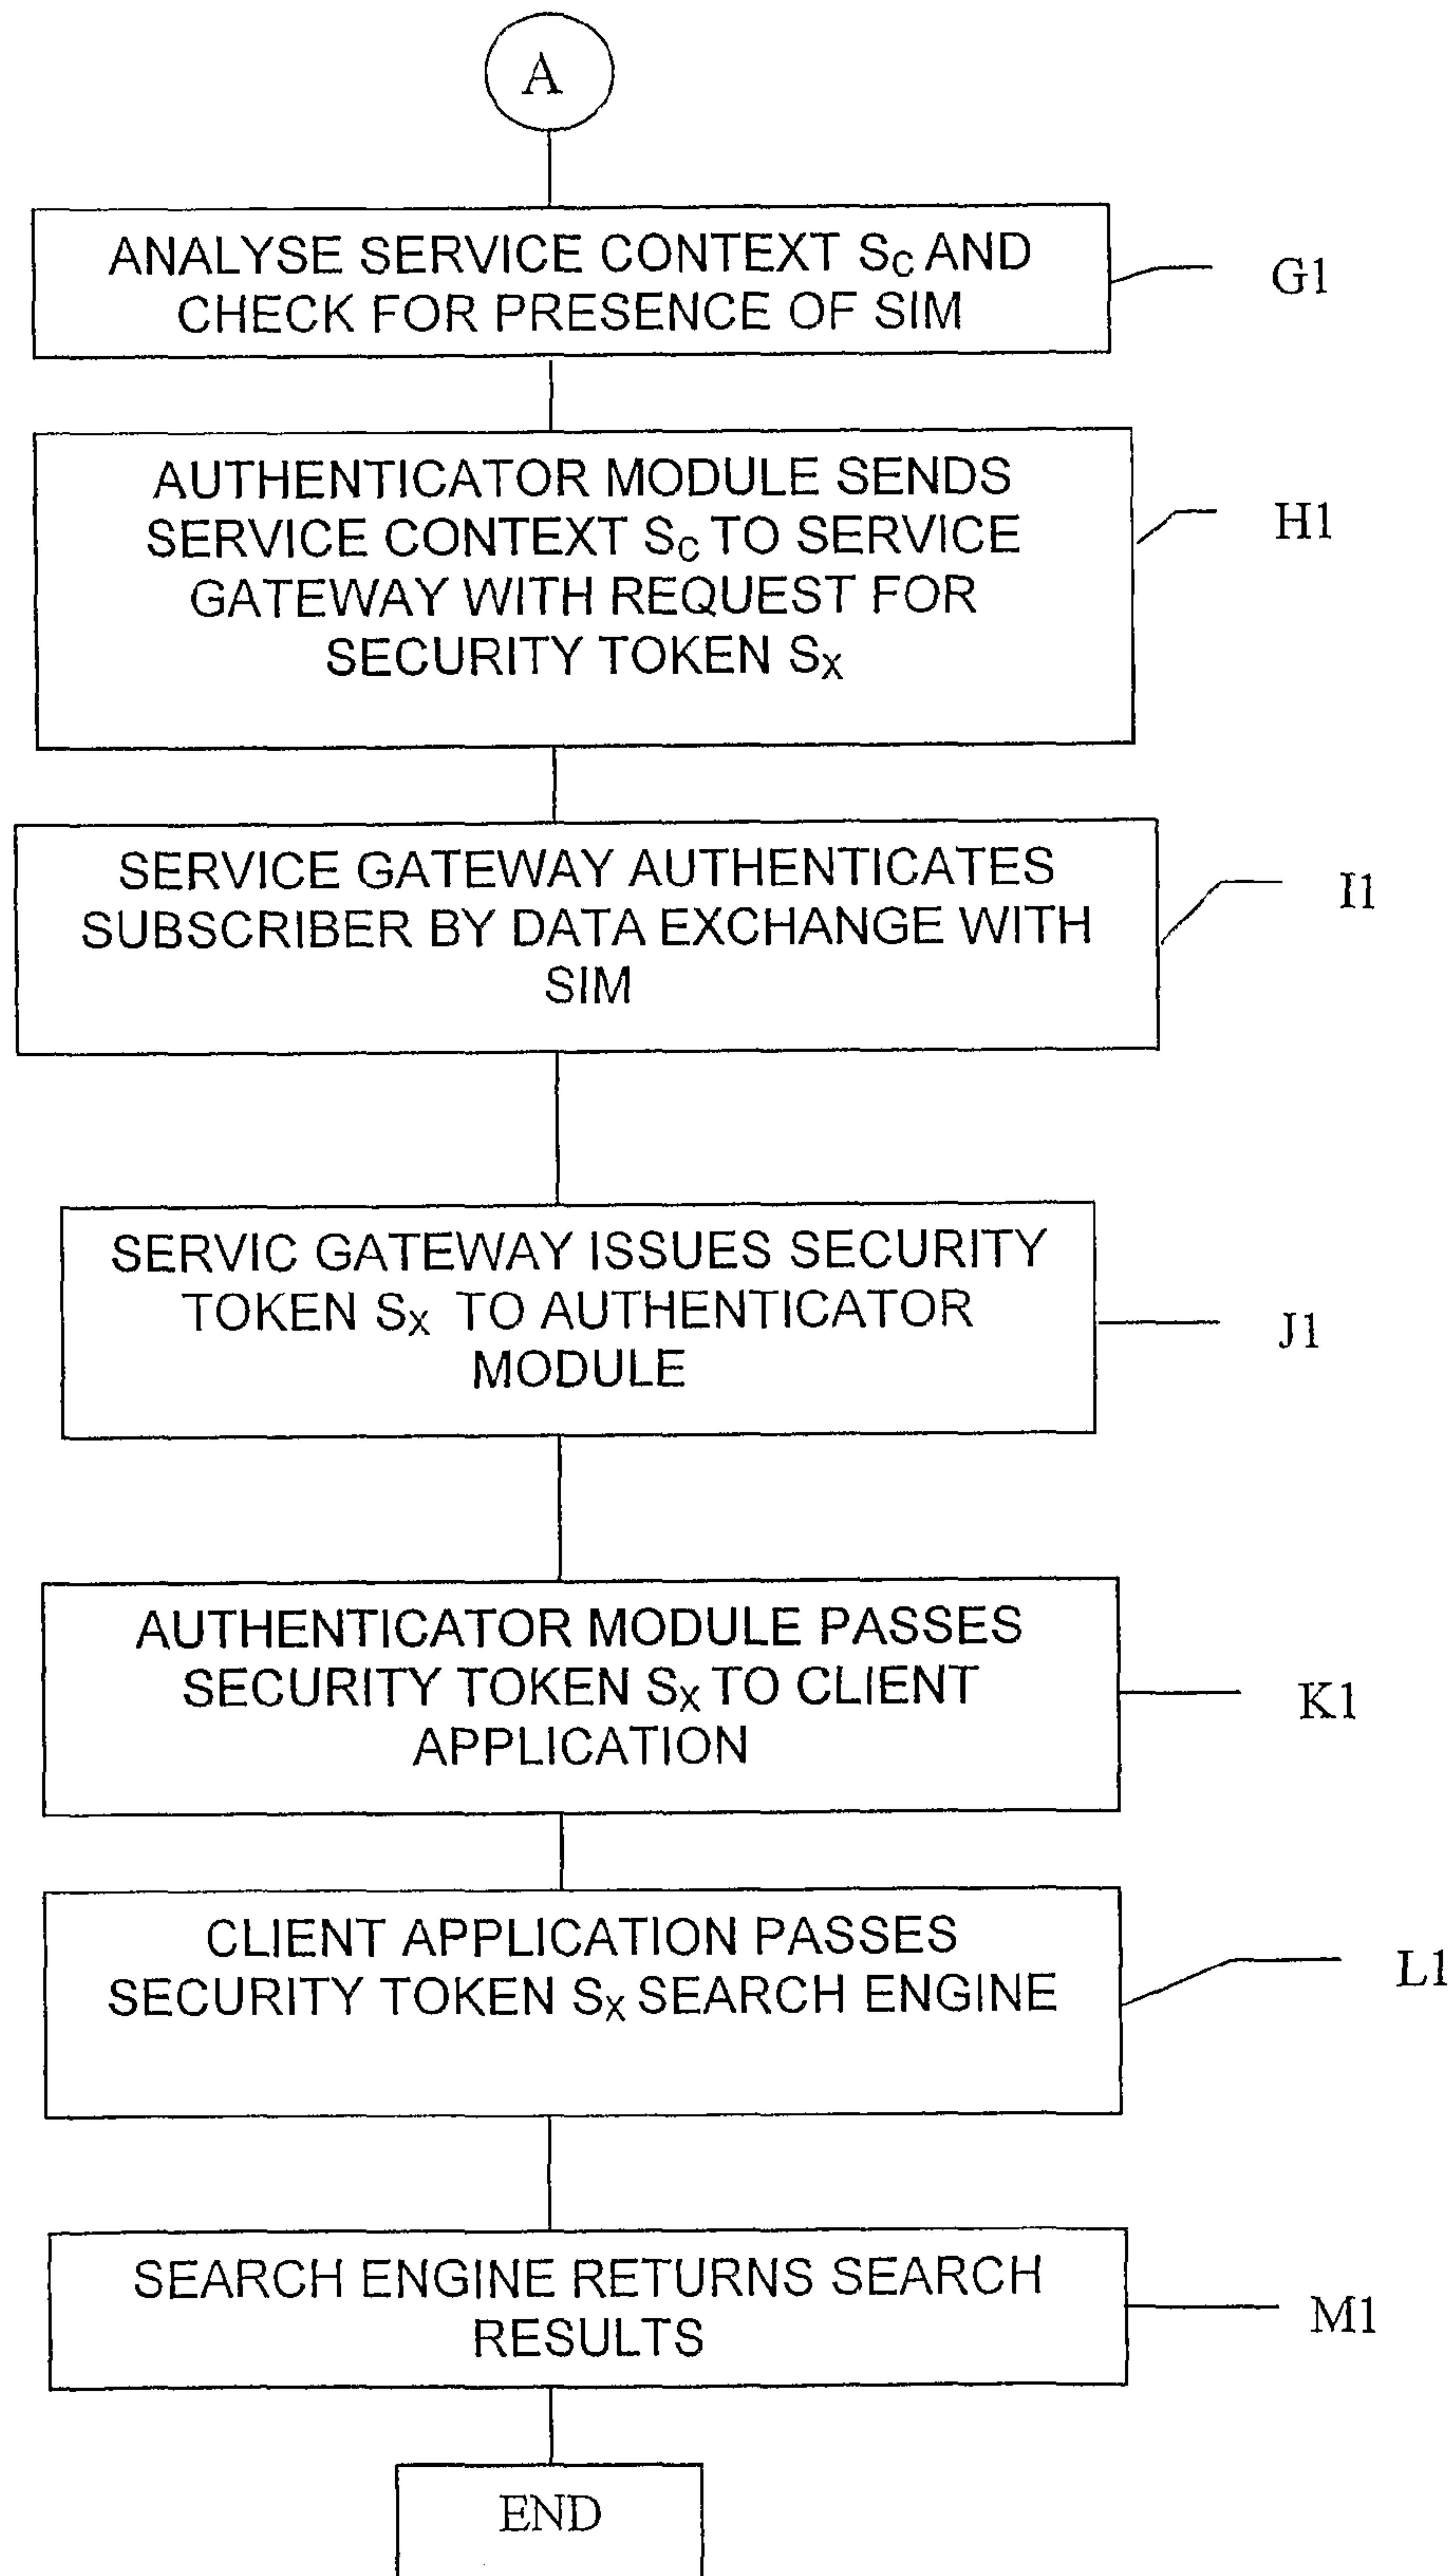 A
ANALYSE SERVICE CONTEXT SC AND
CHECK FOR PRESENCE OF SIM
G1
AUTHENTICATOR MODULE SENDS
SERVICE CONTEXT SC TO SERVICE
GATEWAY WITH REQUEST FOR
SECURITY TOKEN SX
H1
SERVICE GATEWAY AUTHENTICATES
SUBSCRIBER BY DATA EXCHANGE WITH
SIM
I1
SERVIC GATEWAY ISSUES SECURITY
TOKEN SX TO AUTHENTICATOR
MODULE
J1
AUTHENTICATOR MODULE PASSES
SECURITY TOKEN SX TO CLIENT
APPLICATION
K1
CLIENT APPLICATION PASSES
SECURITY TOKEN SX SEARCH ENGINE
L1
SEARCH ENGINE RETURNS SEARCH
RESULTS
M1
END